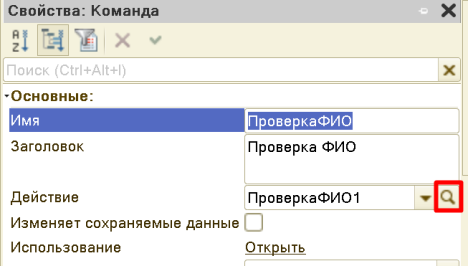 Свойства: Команда
Поиск (Ctrl+Alt+I)
Основные:
Имя ПроверкаФИО
Заголовок Проверка ФИО
Действие ПроверкаФИО1
Изменяет сохраняемые данные
Использование Открыть